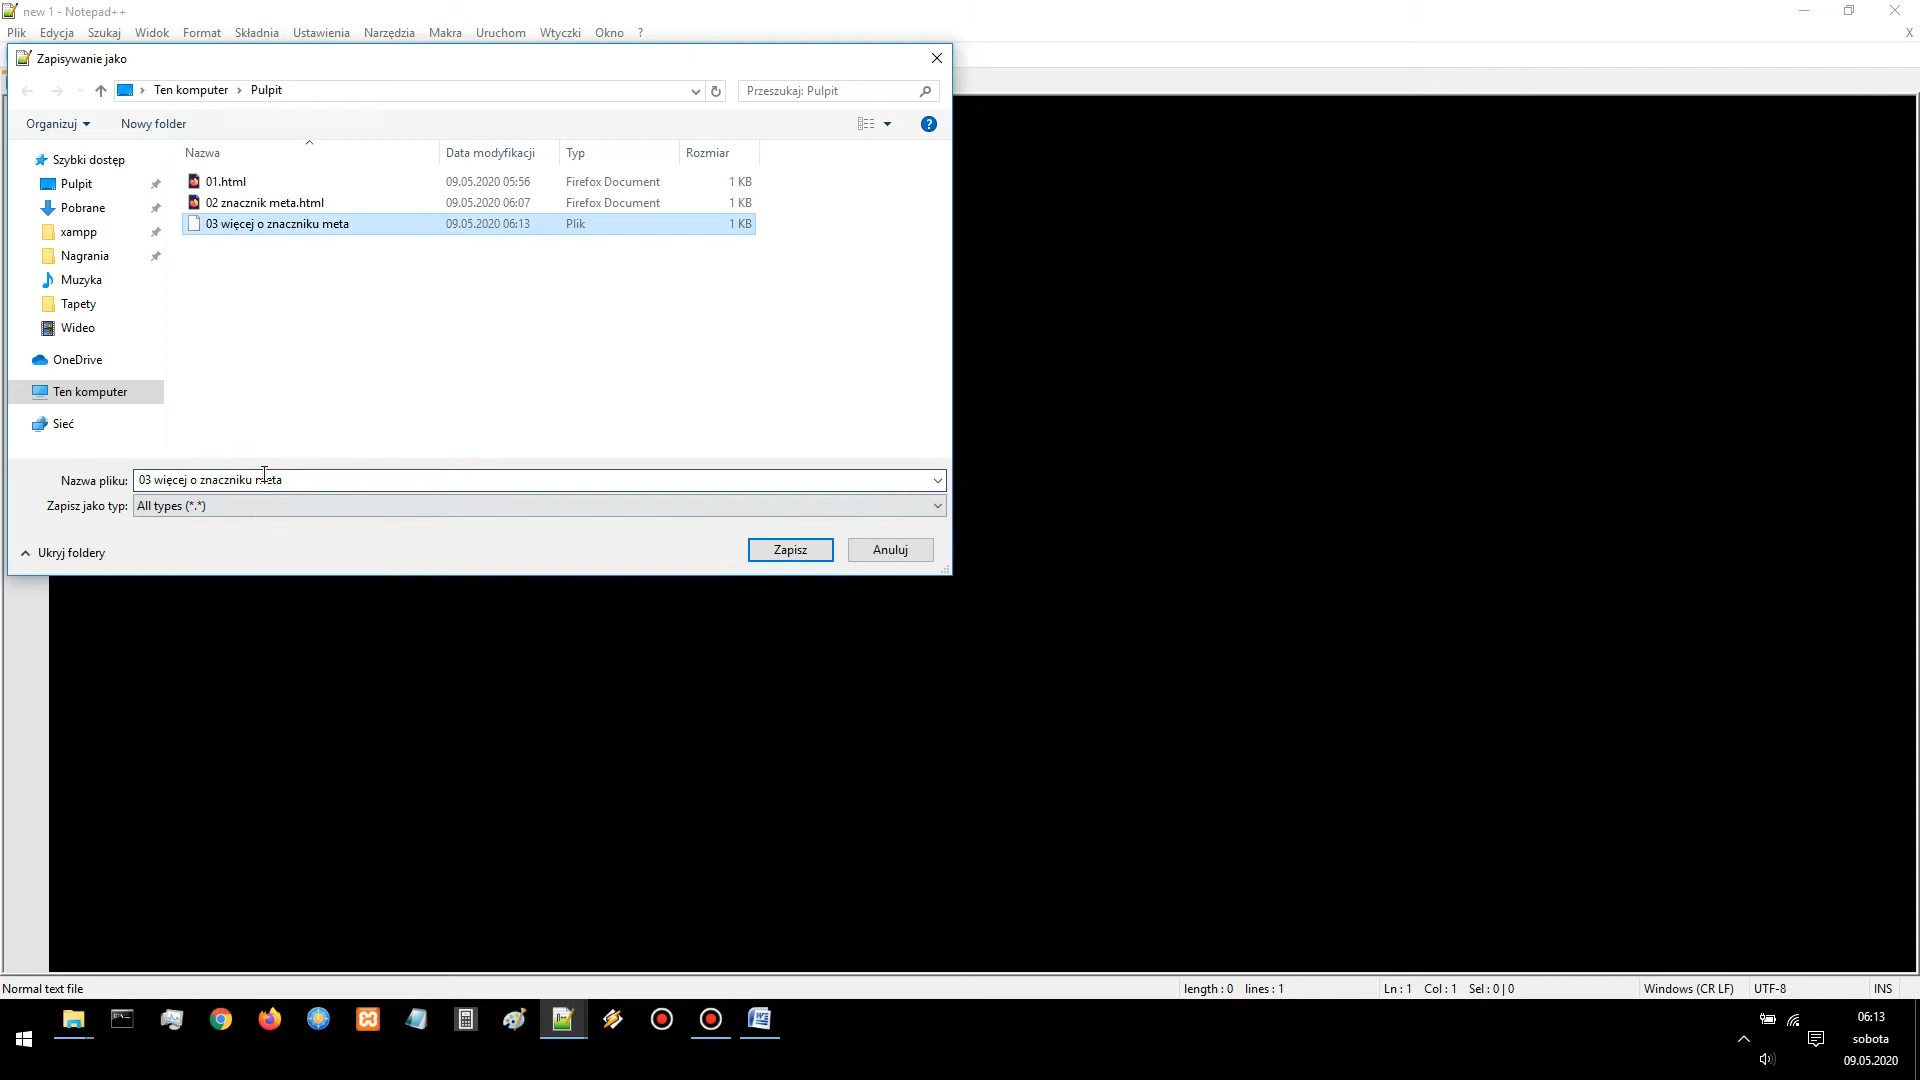 new 1 - Notepad++
Plik Edycja Szukaj Widok Format Składnia Ustawienia Narzędzia Makra Uruchom Wtyczki Okno ? X
Zapisywanie jako
Ten komputer > Pulpit
Przeszukaj: Pulpit
Organizuj Nowy folder
?
Nazwa Data modyfikacji Typ Rozmiar
01.html 09.05.2020 05:56 Firefox Document 1 KB
02 znacznik meta.html 09.05.2020 06:07 Firefox Document 1 KB
03 więcej o znaczniku meta 09.05.2020 06:13 Plik 1 KB
Szybki dostęp
Pulpit
Pobrane
xampp
Nagrania
Muzyka
Tapety
Wideo
OneDrive
Ten komputer
Sieć
Nazwa pliku: 03 więcej o znaczniku meta
Zapisz jako typ: All types (*.*)
Ukryj foldery
Zapisz Anuluj
Normal text file length : 0 lines : 1 Ln : 1 Col : 1 Sel : 0 | 0 Windows (CR LF) UTF-8 INS
06:13
sobota
09.05.2020